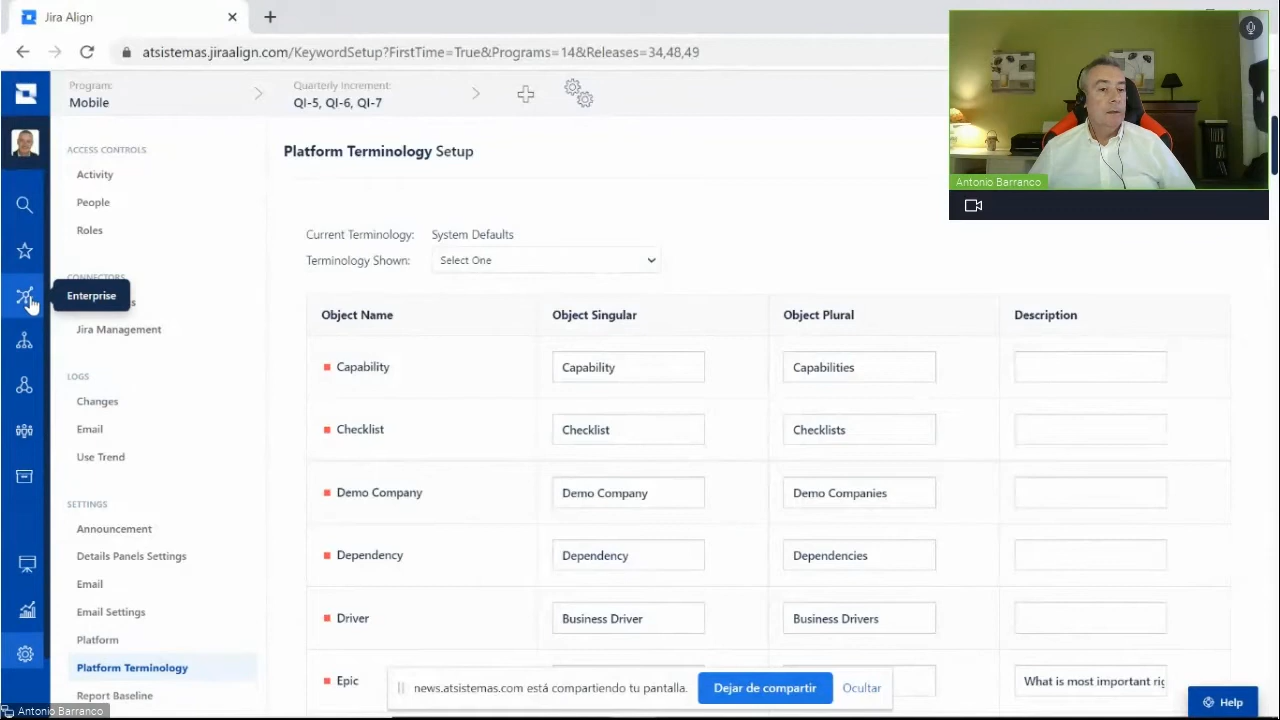 Jira Align
atsistemas.jiraalign.com/KeywordSetup?FirstTime=True&Programs=14&Releases=34,48,49
Program:
Mobile
Quarterly Increment:
QI-5, QI-6, QI-7
Antonio Barranco
ACCESS CONTROLS
Activity
People
Roles
CONNECTORS
Enterprise
Jira Management
LOGS
Changes
Email
Use Trend
SETTINGS
Announcement
Details Panels Settings
Email
Email Settings
Platform
Platform Terminology
Report Baseline
Platform Terminology Setup
Current Terminology: System Defaults
Terminology Shown: Select One
Object Name Object Singular Object Plural Description
Capability Capability Capabilities
Checklist Checklist Checklists
Demo Company Demo Company Demo Companies
Dependency Dependency Dependencies
Driver Business Driver Business Drivers
Epic What is most important
news.atsistemas.com está compartiendo tu pantalla. Dejar de compartir Ocultar
Help
Antonio Barranco